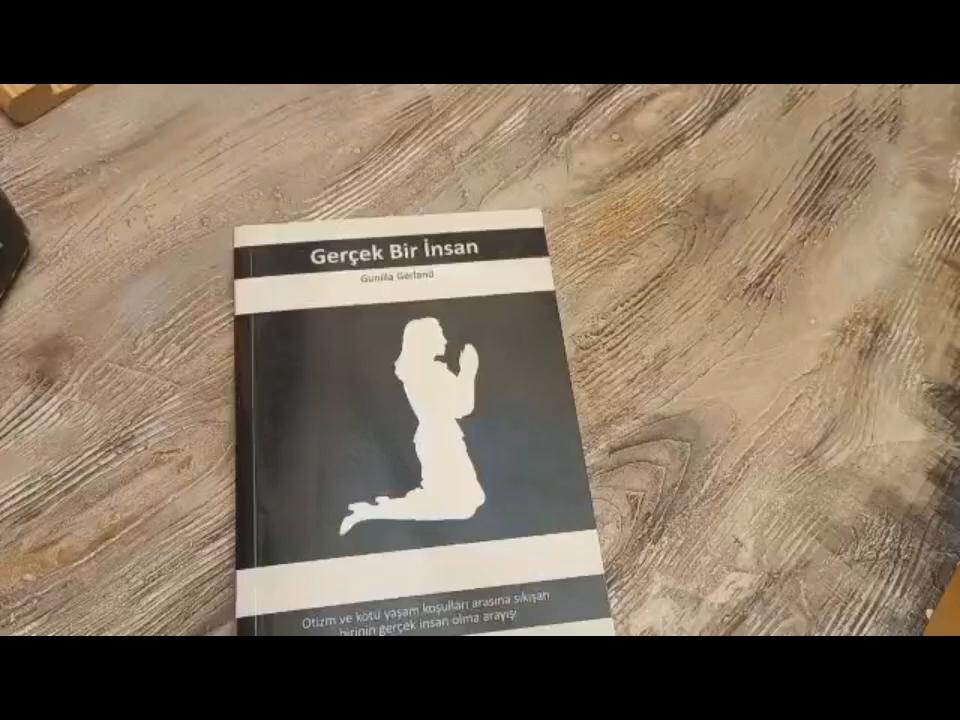 Gerçek Bir İnsan
Gunilla Gerland
Otizm ve kötü yaşam koşulları arasına sıkışan
birinin gerçek insan olma arayışı